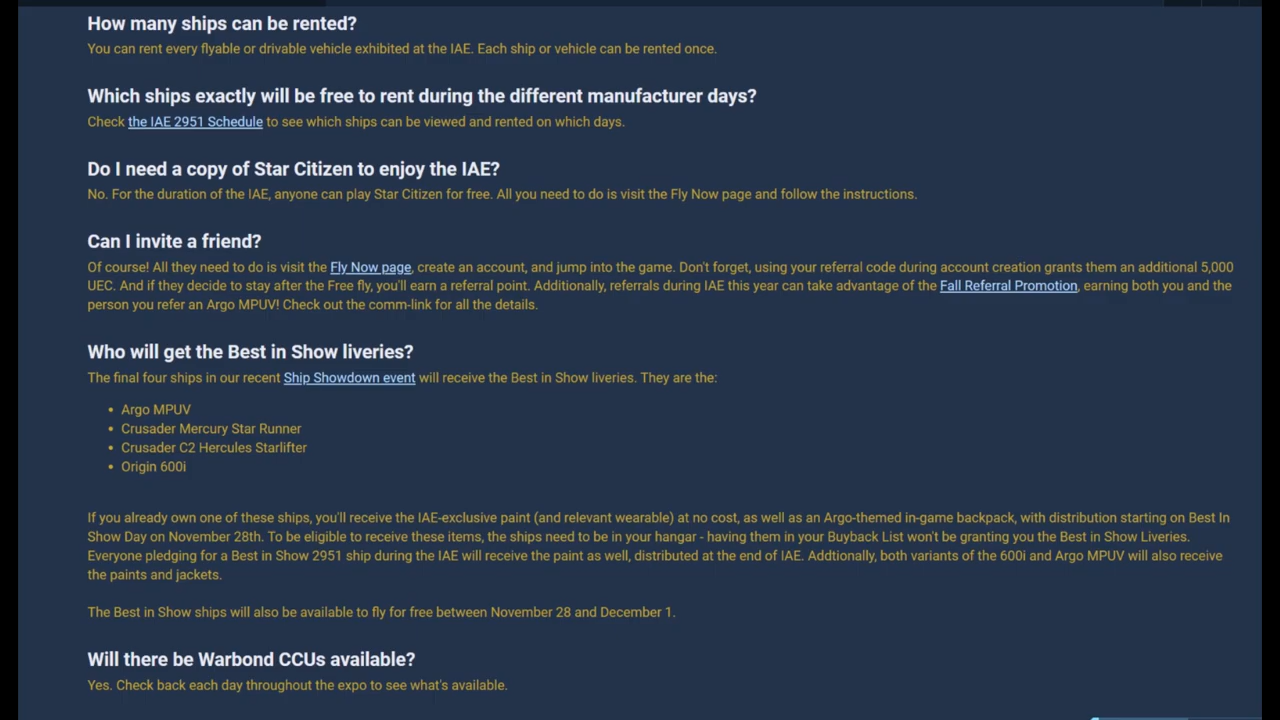 How many ships can be rented?
You can rent every flyable or drivable vehicle exhibited at the IAE. Each ship or vehicle can be rented once.
Which ships exactly will be free to rent during the different manufacturer days?
Check the IAE 2951 Schedule to see which ships can be viewed and rented on which days.
Do I need a copy of Star Citizen to enjoy the IAE?
No. For the duration of the IAE, anyone can play Star Citizen for free. All you need to do is visit the Fly Now page and follow the instructions.
Can I invite a friend?
Of course! All they need to do is visit the Fly Now page, create an account, and jump into the game. Don't forget, using your referral code during account creation grants them an additional 5,000
UEC. And if they decide to stay after the Free fly, you'll earn a referral point. Additionally, referrals during IAE this year can take advantage of the Fall Referral Promotion, earning both you and the
person you refer an Argo MPUV! Check out the comm-link for all the details.
Who will get the Best in Show liveries?
The final four ships in our recent Ship Showdown event will receive the Best in Show liveries. They are the:
• Argo MPUV
• Crusader Mercury Star Runner
• Crusader C2 Hercules Starlifter
• Origin 600i
If you already own one of these ships, you'll receive the IAE-exclusive paint (and relevant wearable) at no cost, as well as an Argo-themed in-game backpack, with distribution starting on Best In
Show Day on November 28th. To be eligible to receive these items, the ships need to be in your hangar - having them in your Buyback List won't be granting you the Best in Show Liveries.
Everyone pledging for a Best in Show 2951 ship during the IAE will receive the paint as well, distributed at the end of IAE. Addtionally, both variants of the 600i and Argo MPUV will also receive
the paints and jackets.
The Best in Show ships will also be available to fly for free between November 28 and December 1.
Will there be Warbond CCUs available?
Yes. Check back each day throughout the expo to see what's available.